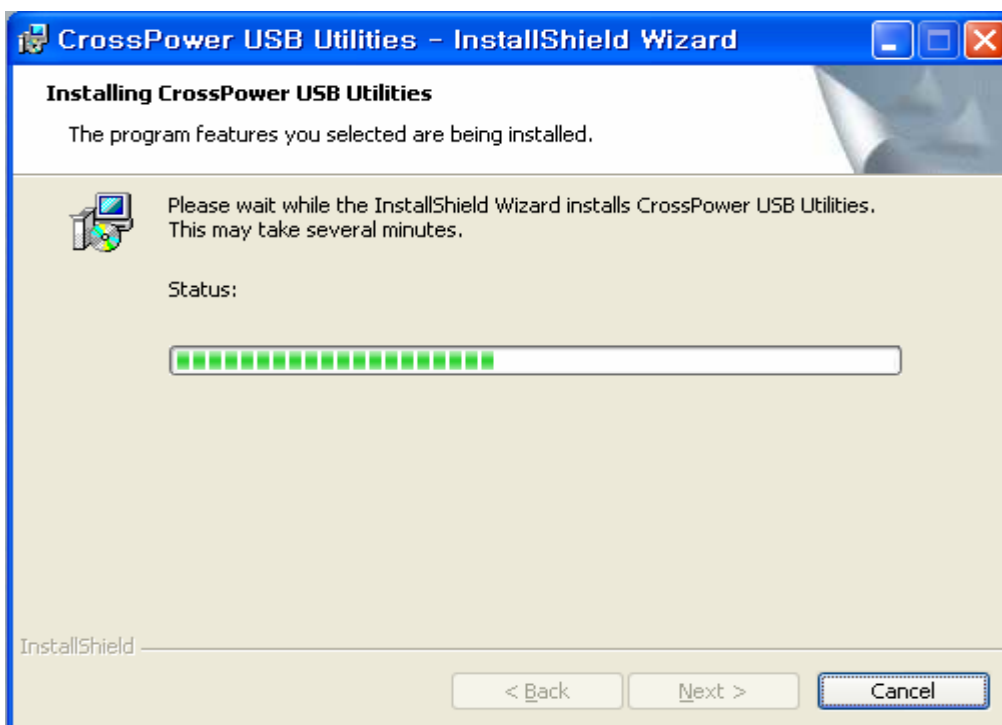 CrossPower USB Utilities - InstallShield Wizard
Installing CrossPower USB Utilities
The program features you selected are being installed.
Please wait while the InstallShield Wizard installs CrossPower USB Utilities.
This may take several minutes.
Status:
InstallShield
< Back
Next >
Cancel